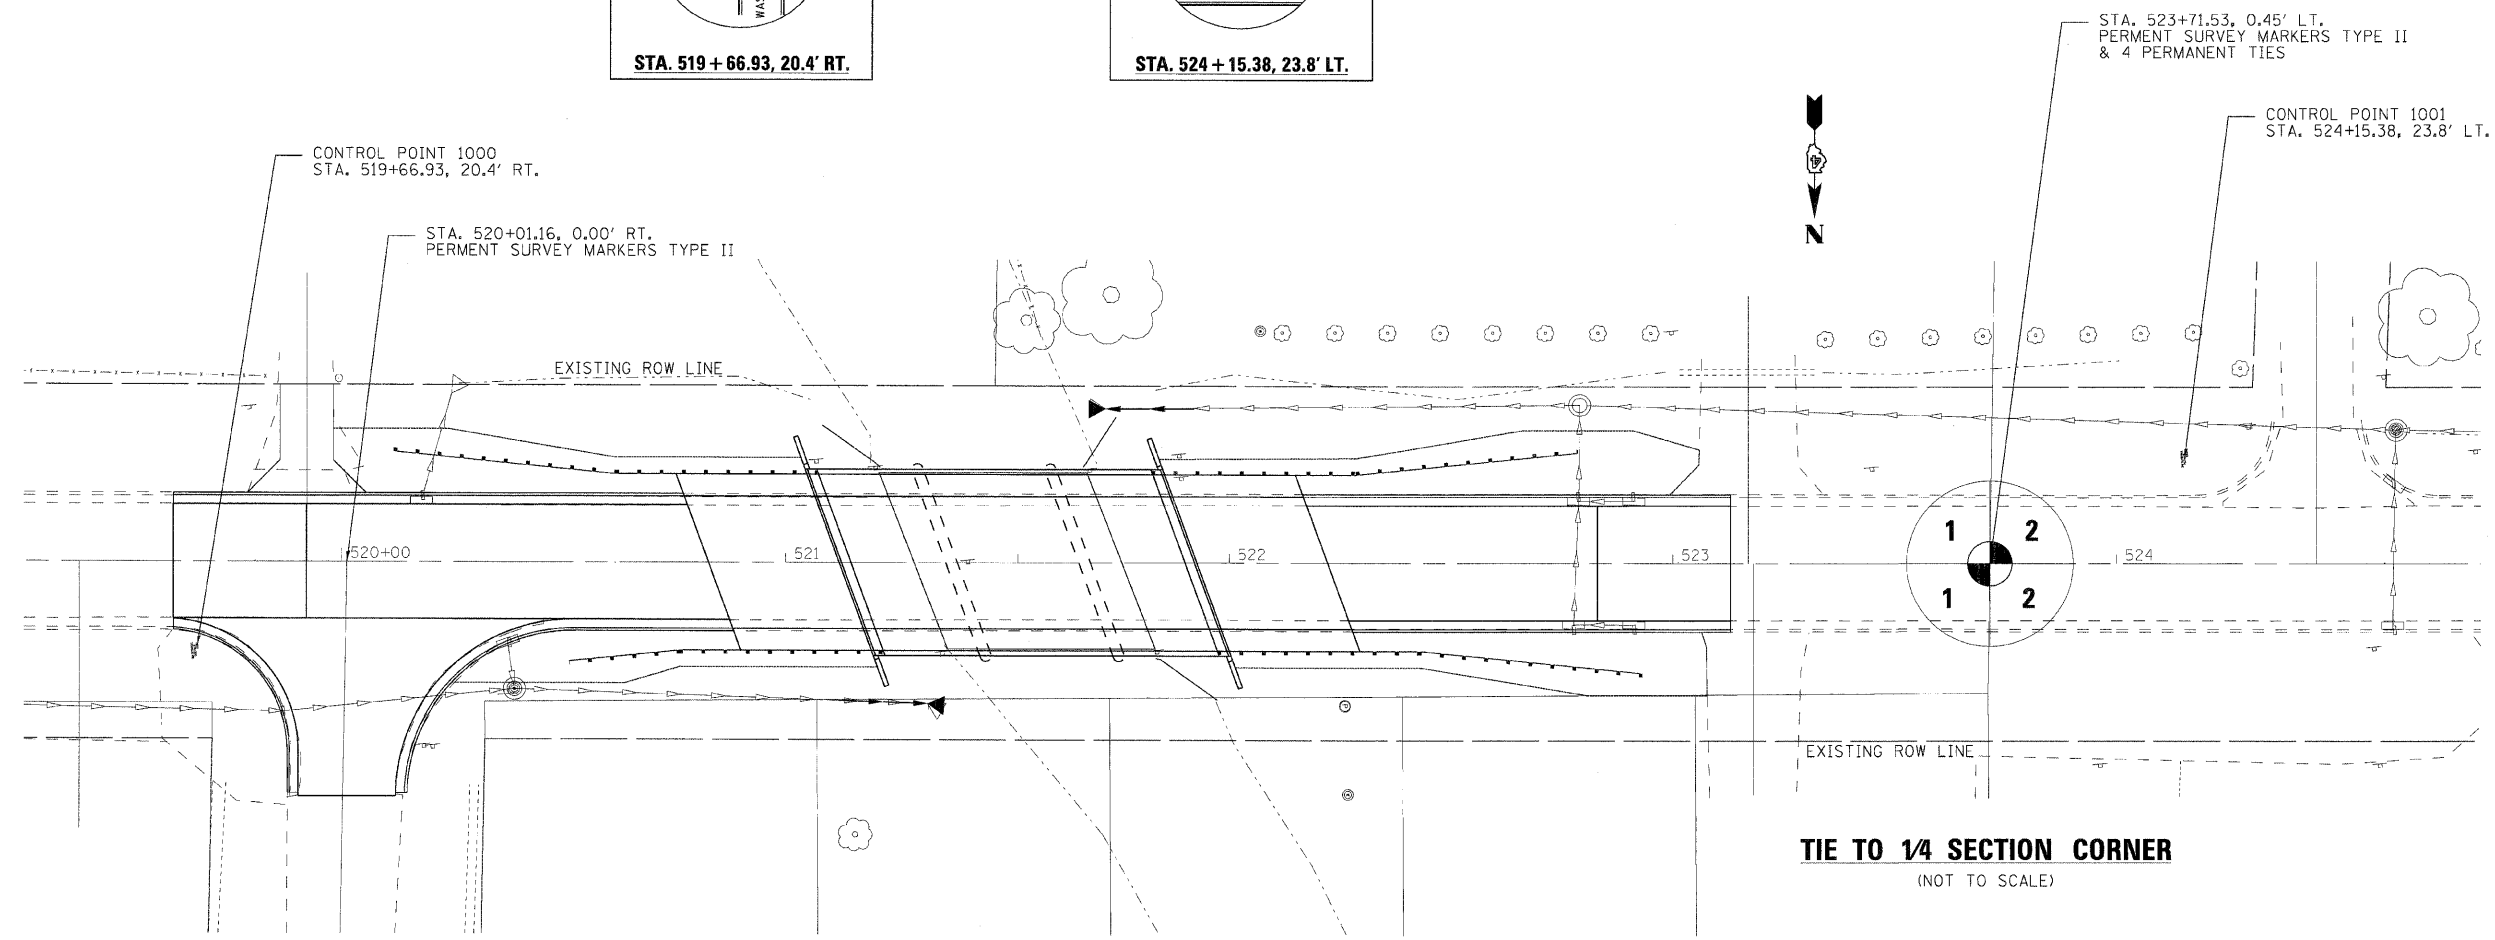 WAS
STA. 519+66.93, 20.4' RT.
STA. 524+15.38, 23.8' LT.
STA. 523+71.53, 0.45' LT.
PERMENT SURVEY MARKERS TYPE II
& 4 PERMANENT TIES
CONTROL POINT 1001
STA. 524+15.38, 23.8' LT.
CONTROL POINT 1000
STA. 519+66.93, 20.4' RT.
N
STA. 520+01.16, 0.00' RT.
PERMENT SURVEY MARKERS TYPE II
EXISTING ROW LINE
1 2
520+00
521
522
523
524
1 2
EXISTING ROW LINE
TIE TO 1/4 SECTION CORNER
(NOT TO SCALE)